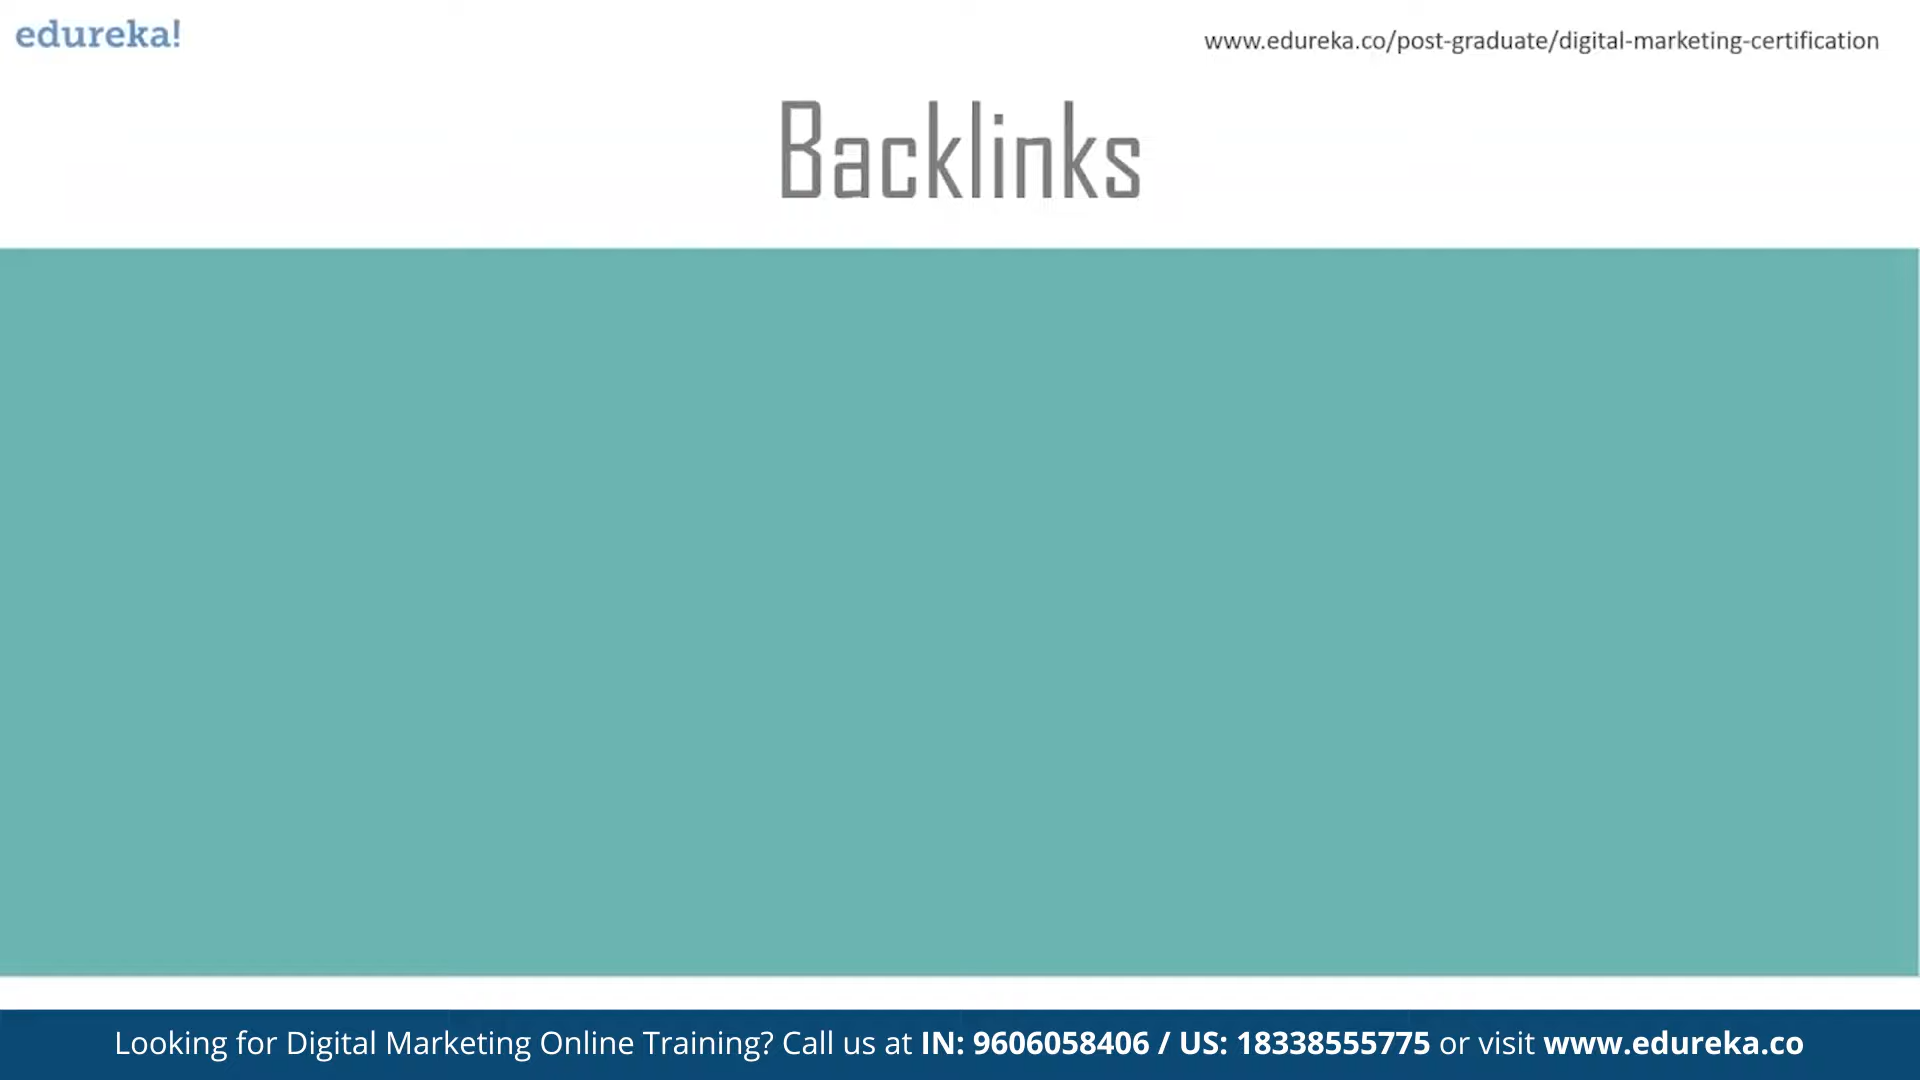 edureka!
www.edureka.co/post-graduate/digital-marketing-certification
Backlinks
Looking for Digital Marketing Online Training? Call us at IN: 9606058406 / US: 18338555775 or visit www.edureka.co